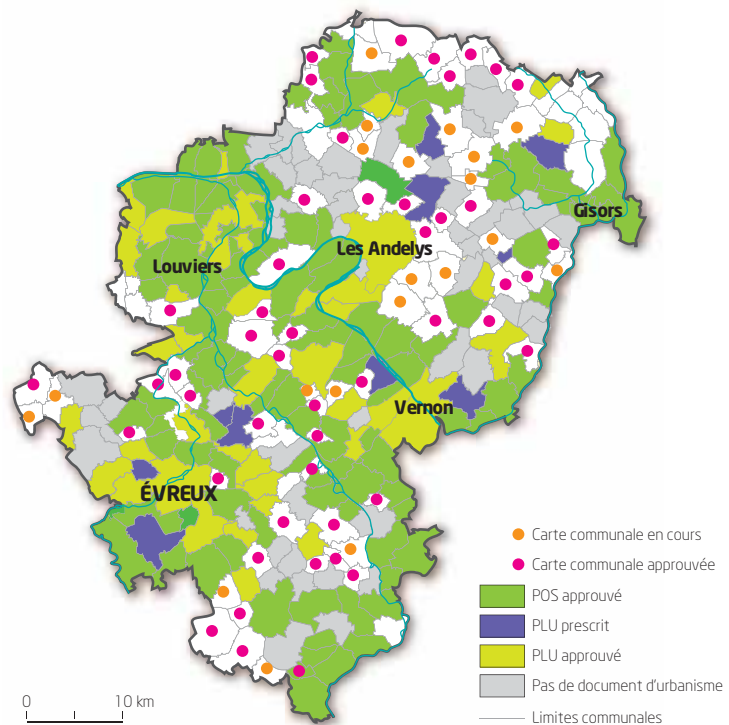 Gisors
Les Andelys
Louviers
Vernon
ÉVREUX
Carte communale en cours
Carte communale approuvée
POS approuvé
PLU prescrit
PLU approuvé
Pas de document d'urbanisme
Limites communales
0 10 km